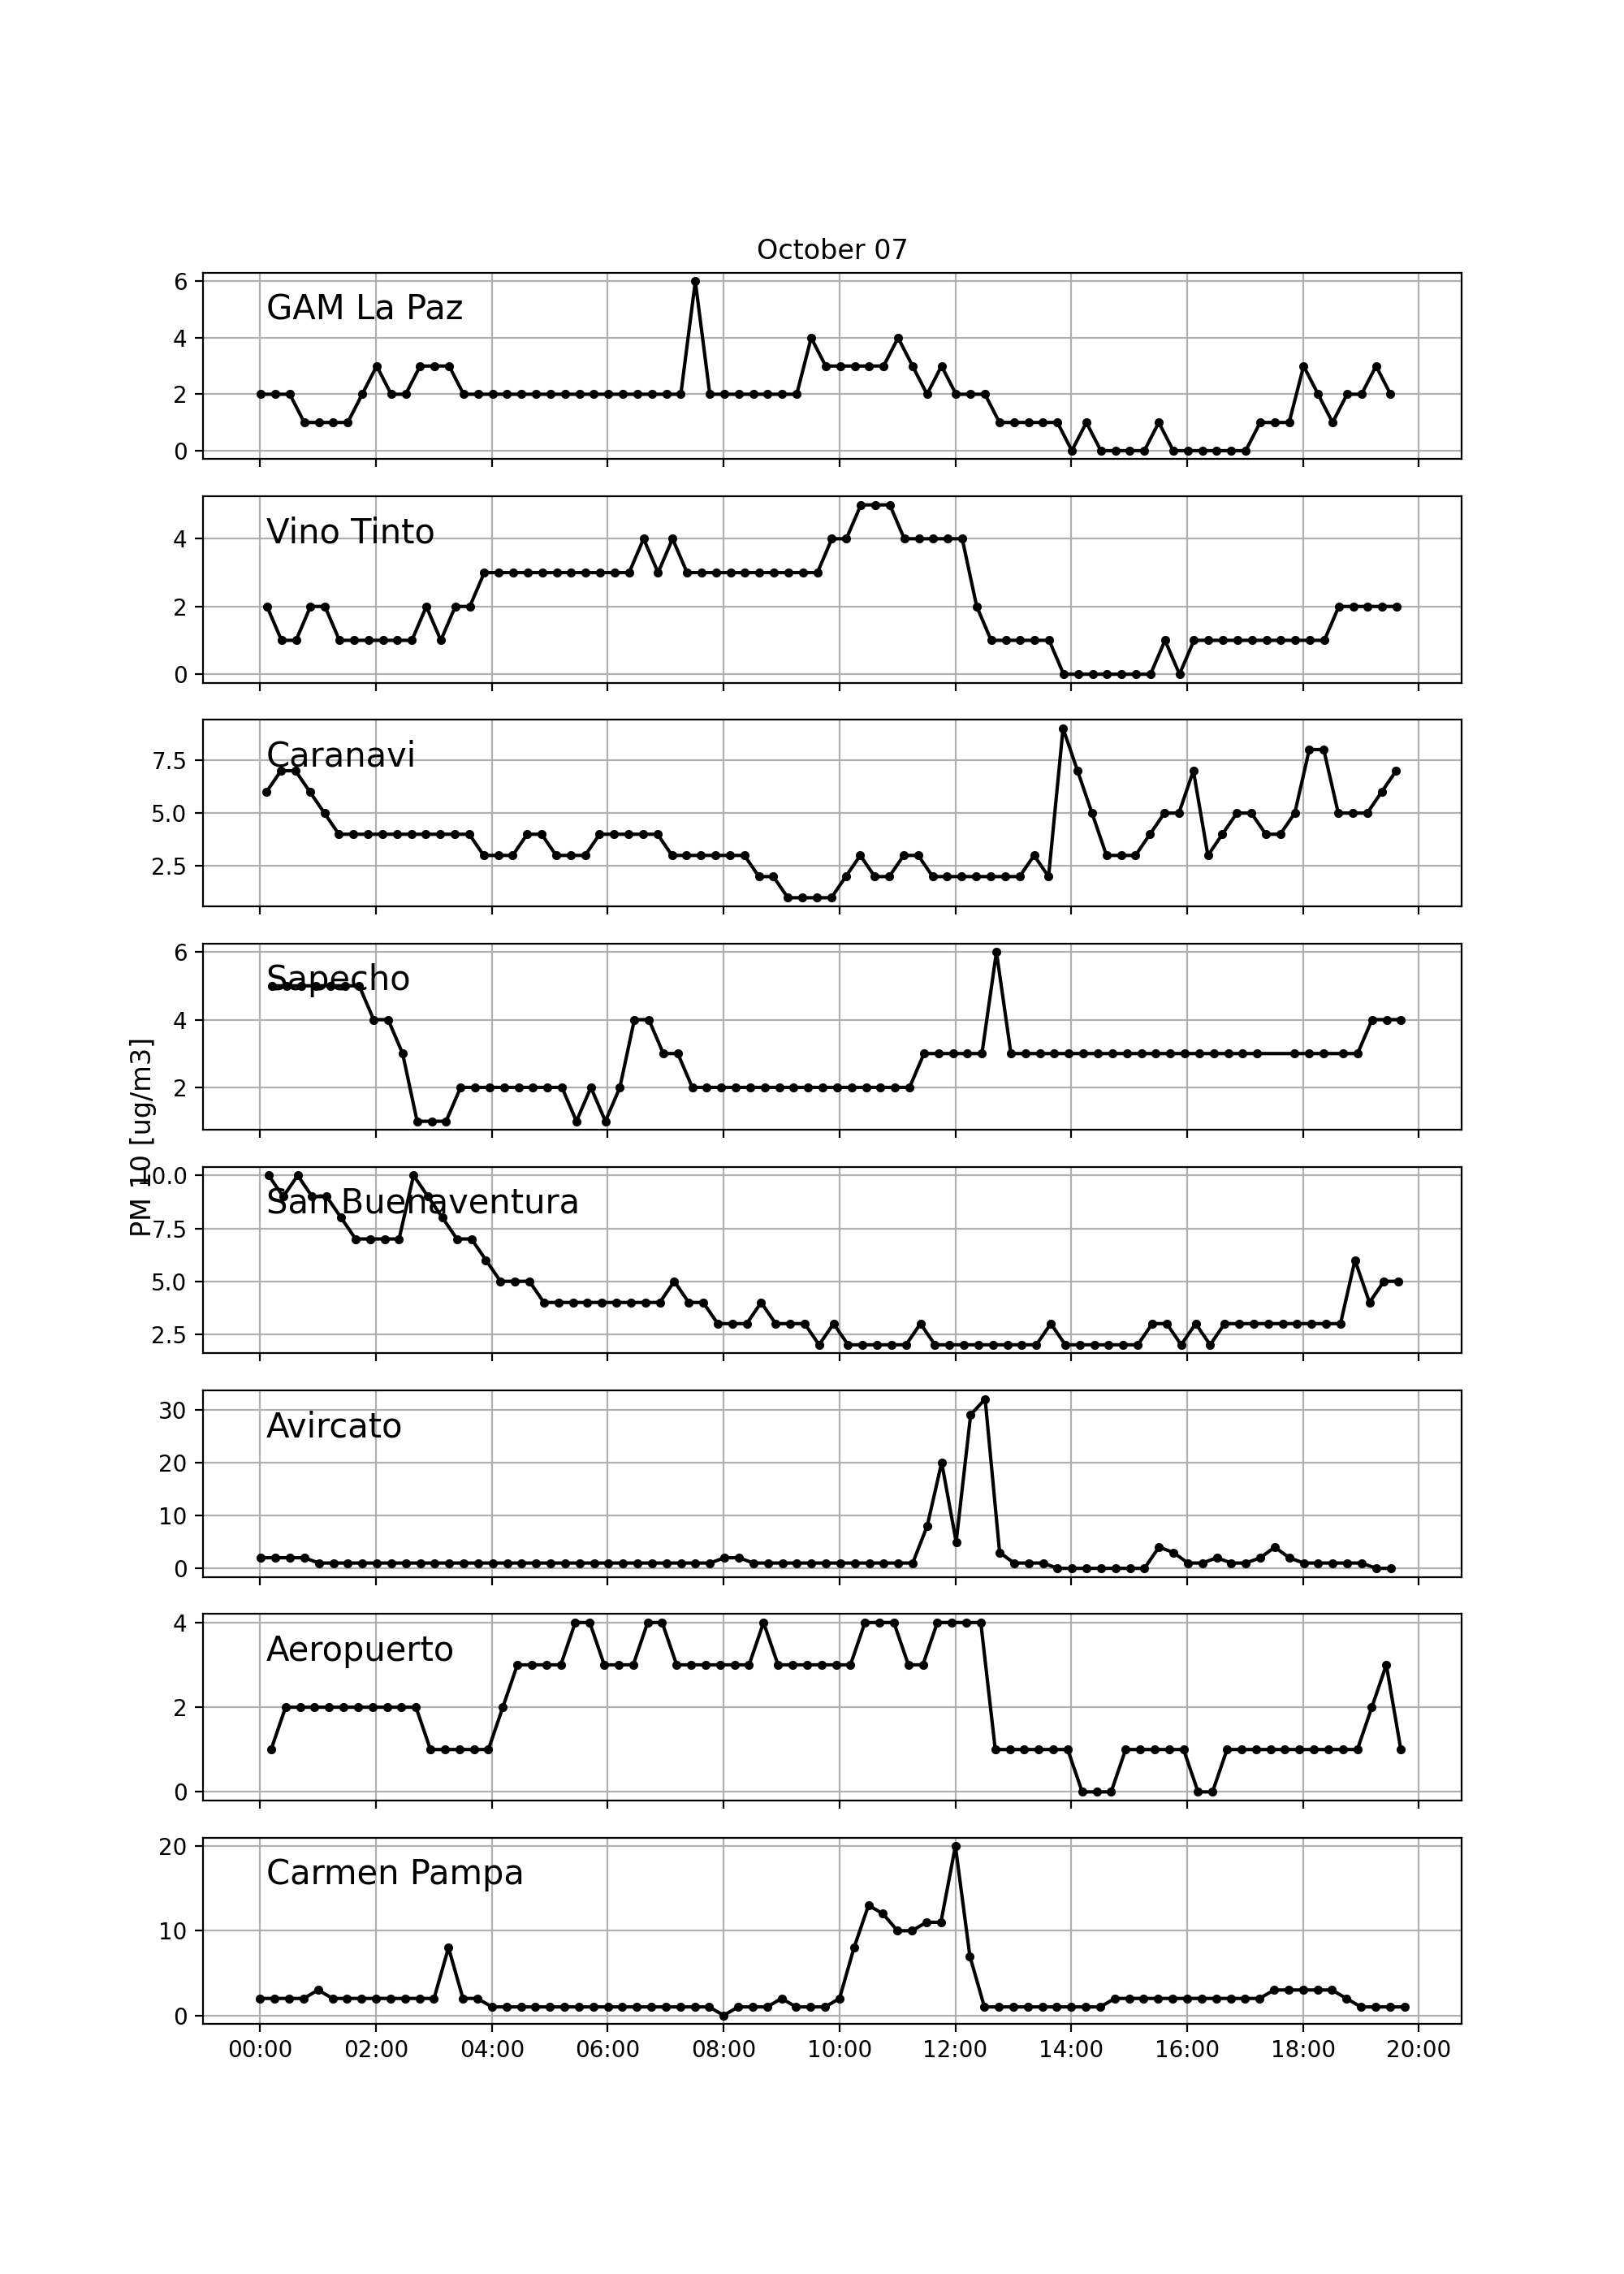 October 07
PM 10 [ug/m3]
GAM La Paz
6
4
2
0
Vino Tinto
4
2
0
Caranavi
7.5
5.0
2.5
Sapecho
6
4
2
San Buenaventura
10.0
7.5
5.0
2.5
Avircato
30
20
10
0
Aeropuerto
4
2
0
Carmen Pampa
20
10
0
00:00 02:00 04:00 06:00 08:00 10:00 12:00 14:00 16:00 18:00 20:00